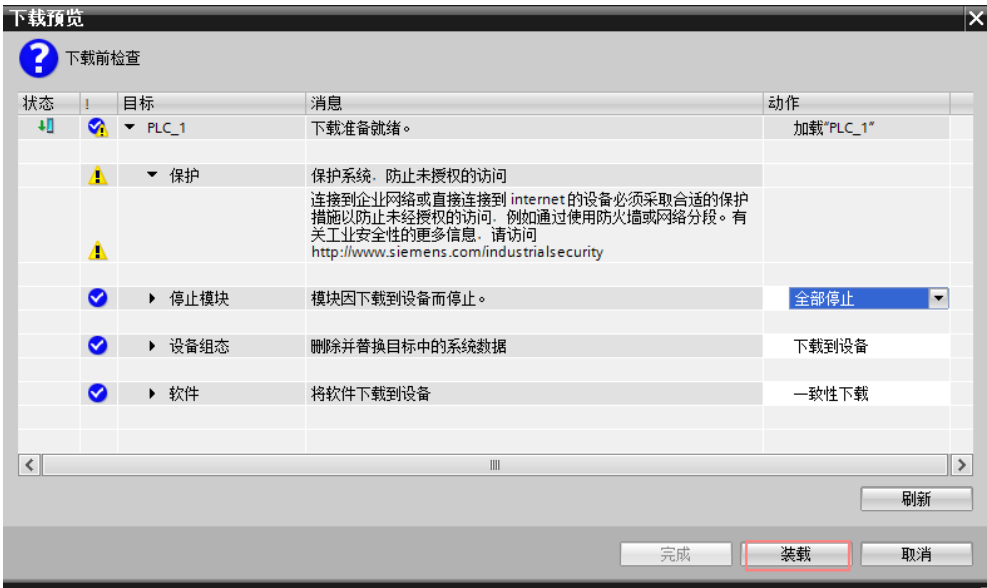 下载预览
下载前检查
状态 ! 目标 消息 动作
PLC_1 下载准备就绪。 加载"PLC_1"
保护 保护系统，防止未授权的访问
连接到企业网络或直接连接到 internet 的设备必须采取合适的保护
措施以防止未经授权的访问，例如通过使用防火墙或网络分段。有
关工业安全性的更多信息，请访问
http://www.siemens.com/industrialsecurity
停止模块 模块因下载到设备而停止。 全部停止
设备组态 删除并替换目标中的系统数据 下载到设备
软件 将软件下载到设备 一致性下载
刷新
完成 装载 取消